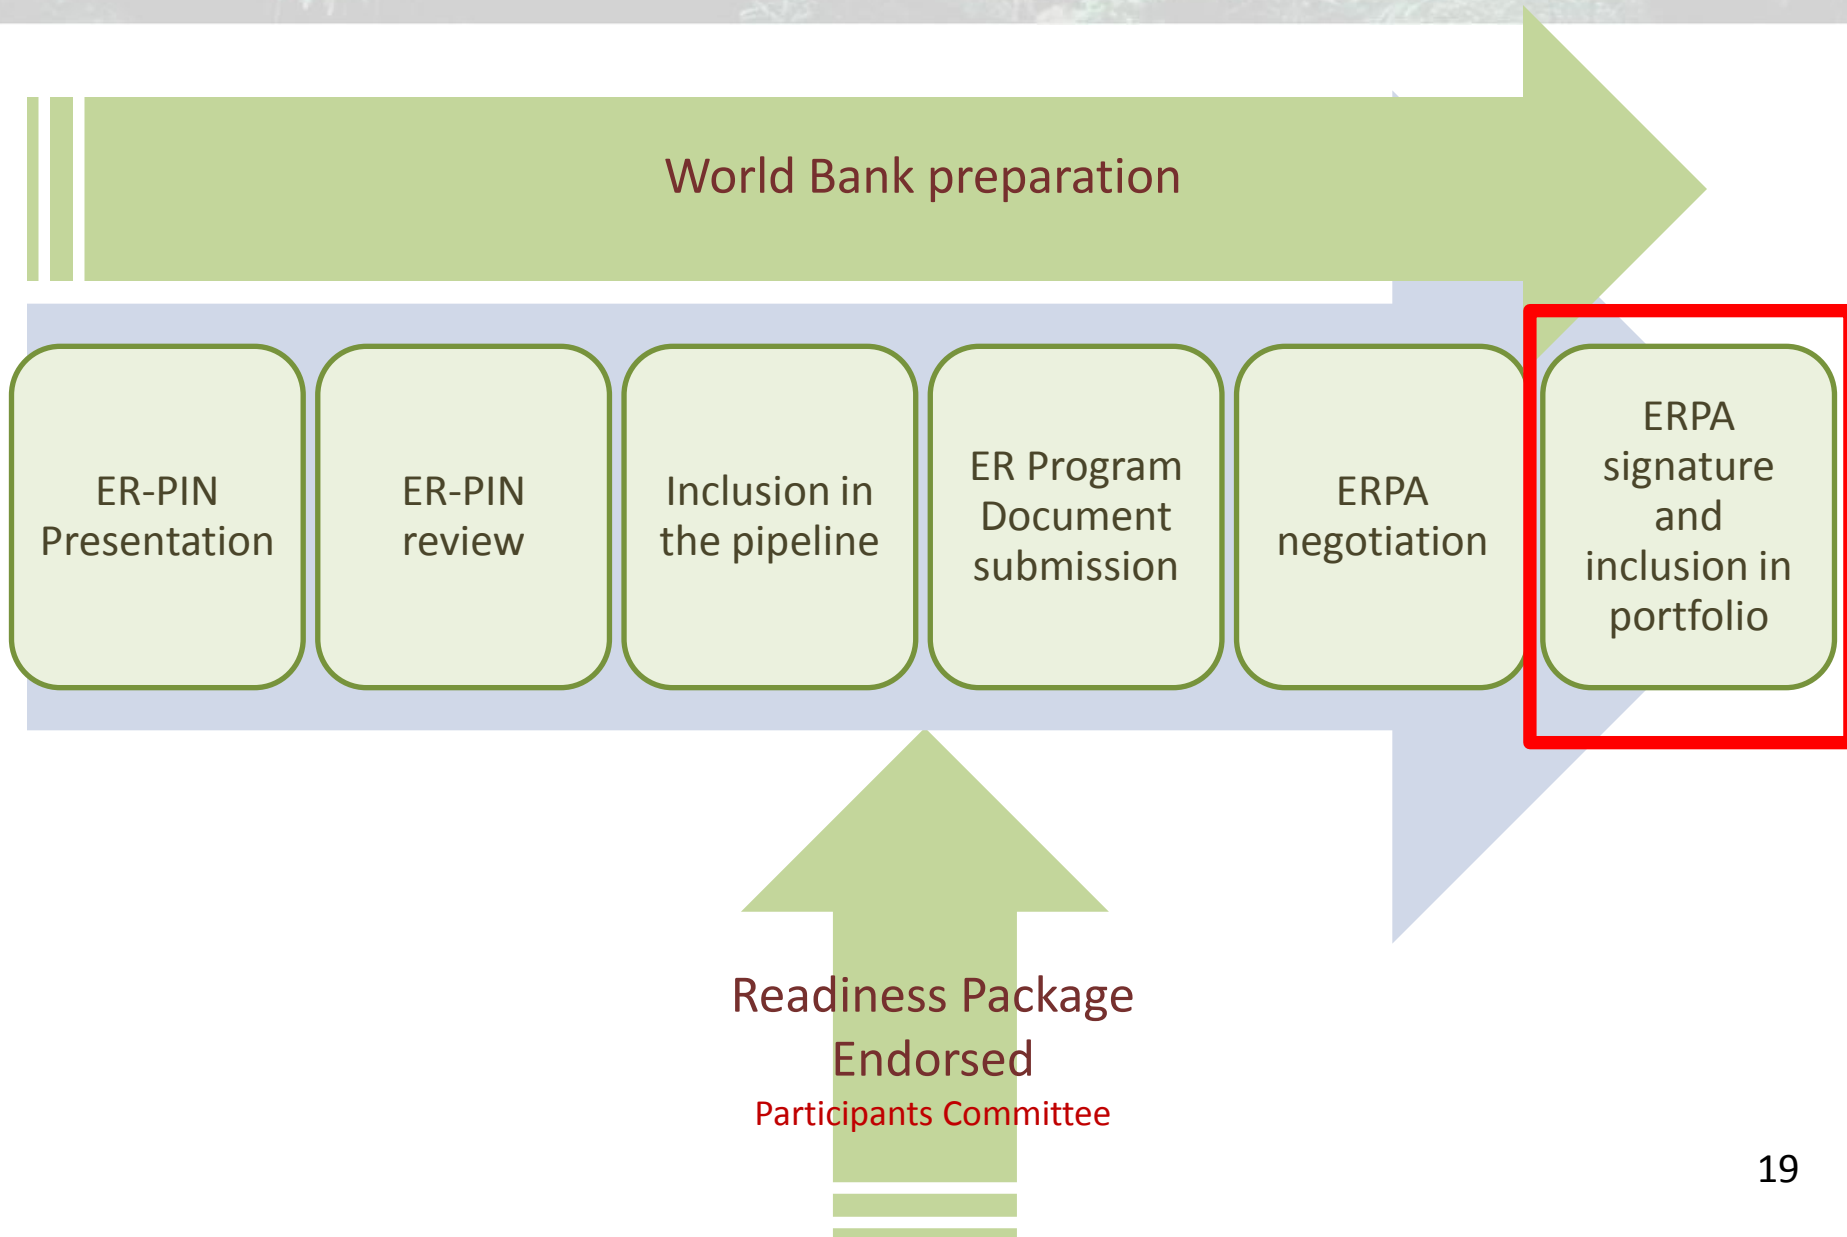 World Bank preparation
ER-PIN
Presentation
ER-PIN
review
Inclusion in
the pipeline
ER Program
Document
submission
ERPA
negotiation
ERPA
signature
and
inclusion in
portfolio
Readiness Package
Endorsed
Participants Committee
19